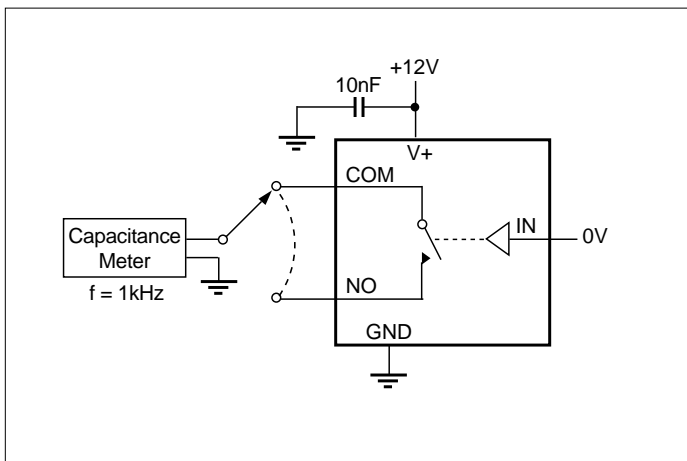 +12V
10nF
V+
COM
IN
0V
Capacitance
Meter
f = 1kHz
NO
GND